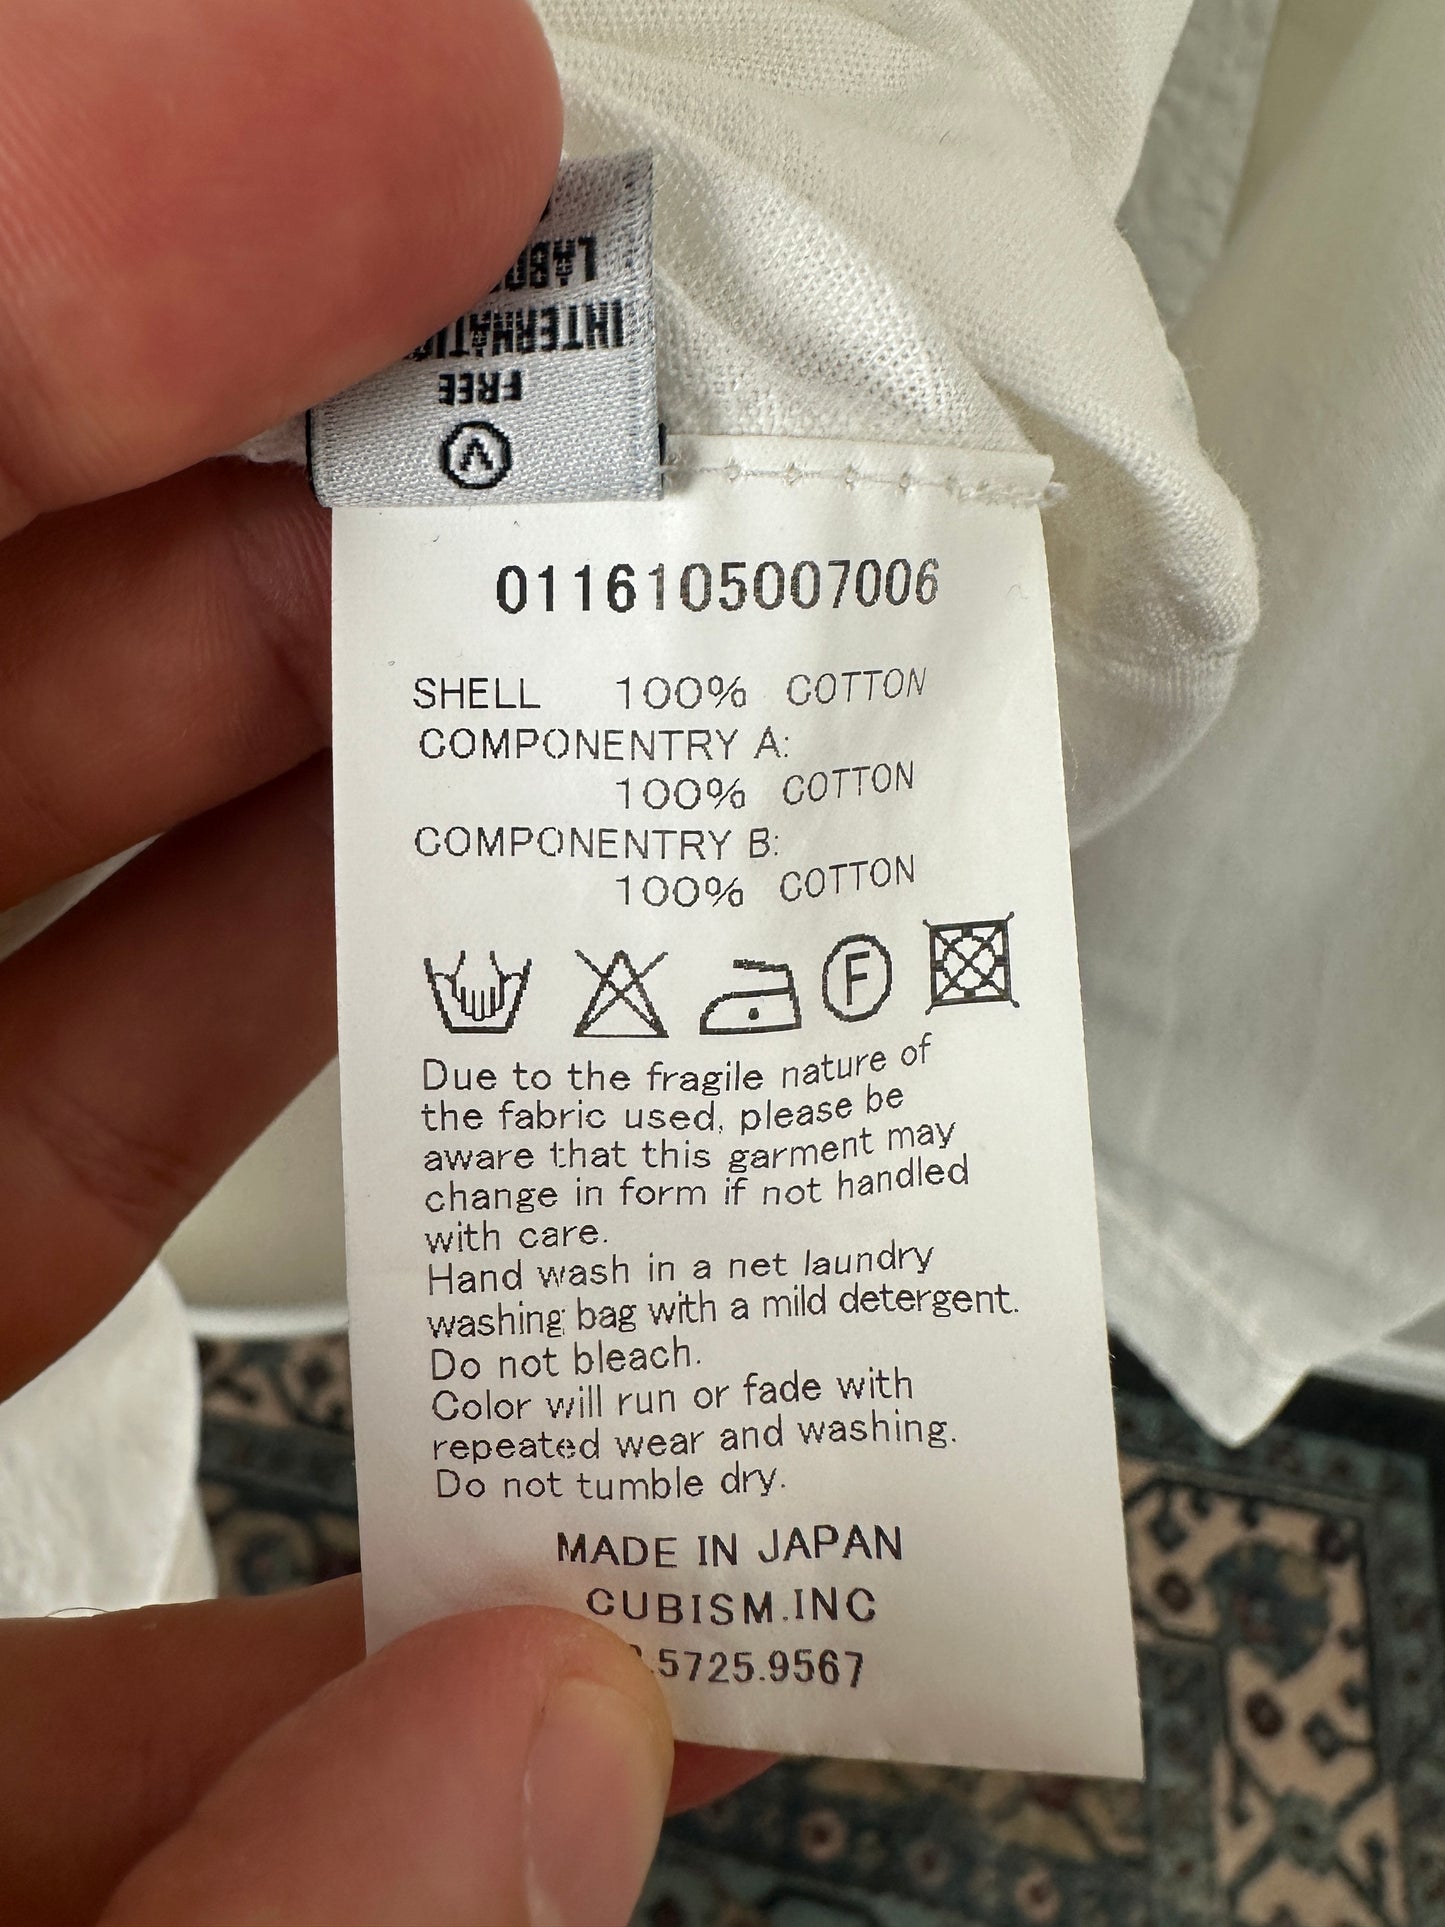 FREE
V
0116105007006
SHELL 100% COTTON
COMPONENTRY A:
100% COTTON
COMPONENTRY B:
100% COTTON
F
Due to the fragile nature of
the fabric used, please be
aware that this garment may
change in form if not handled
with care.
Hand wash in a net laundry
washing bag with a mild detergent.
Do not bleach.
Color will run or fade with
repeated wear and washing.
Do not tumble dry.
MADE IN JAPAN
CUBISM.INC
.5725.9567